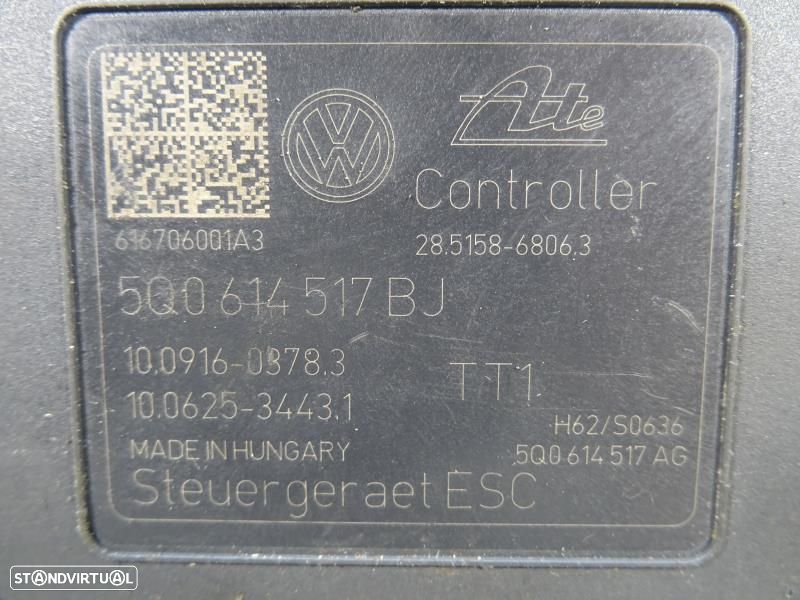 VW
Ate
Controller
616706001A3
28.5158-6806.3
5Q0 614 517 BJ
10.0916-0378.3
TT1
10.0625-3443.1
H62/S0636
MADE IN HUNGARY
5Q0 614 517 AG
Steuergeraet ESC
STANDVIRTUAL